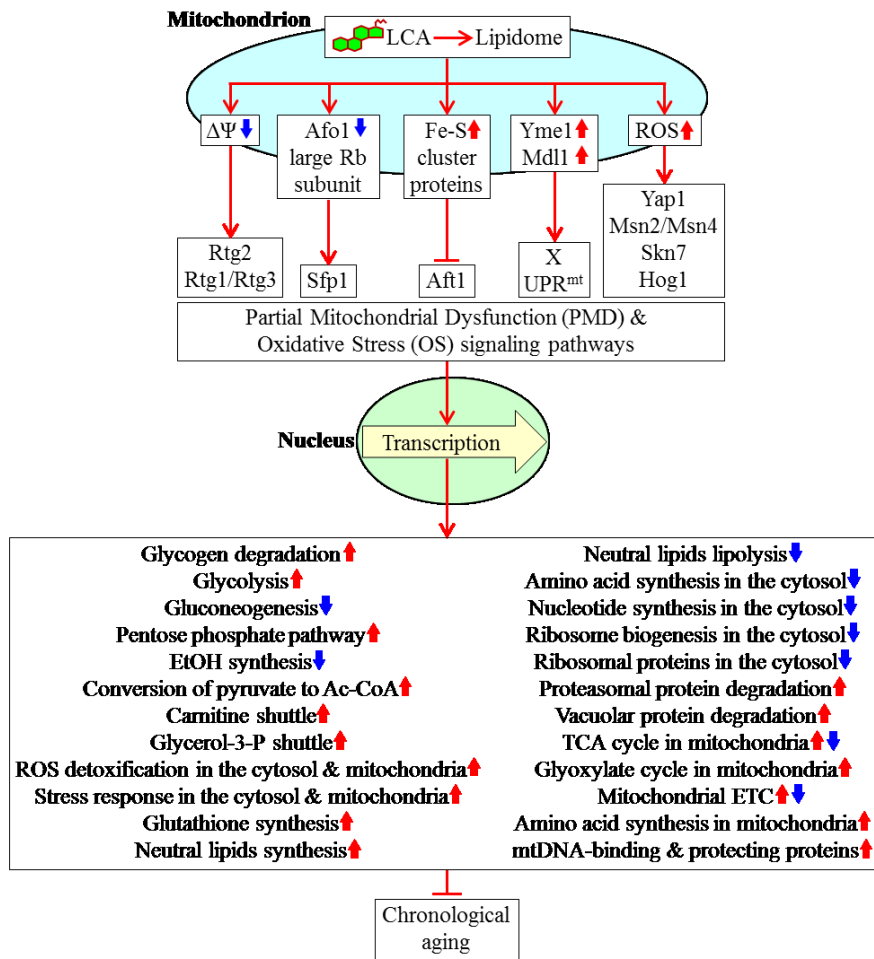 Mitochondrion
LCA → Lipidome
ΔΨ
Afo1
large Rb
subunit
Fe-S
cluster
proteins
Yme1
Mdl1
ROS
Rtg2
Rtg1/Rtg3
Sfp1
Aft1
X
UPRmt
Yap1
Msn2/Msn4
Skn7
Hog1
Partial Mitochondrial Dysfunction (PMD) &
Oxidative Stress (OS) signaling pathways
Nucleus
Transcription
Glycogen degradation
Glycolysis
Gluconeogenesis
Pentose phosphate pathway
EtOH synthesis
Conversion of pyruvate to Ac-CoA
Carnitine shuttle
Glycerol-3-P shuttle
ROS detoxification in the cytosol & mitochondria
Stress response in the cytosol & mitochondria
Glutathione synthesis
Neutral lipids synthesis
Neutral lipids lipolysis
Amino acid synthesis in the cytosol
Nucleotide synthesis in the cytosol
Ribosome biogenesis in the cytosol
Ribosomal proteins in the cytosol
Proteasomal protein degradation
Vacuolar protein degradation
TCA cycle in mitochondria
Glyoxylate cycle in mitochondria
Mitochondrial ETC
Amino acid synthesis in mitochondria
mtDNA-binding & protecting proteins
Chronological
aging